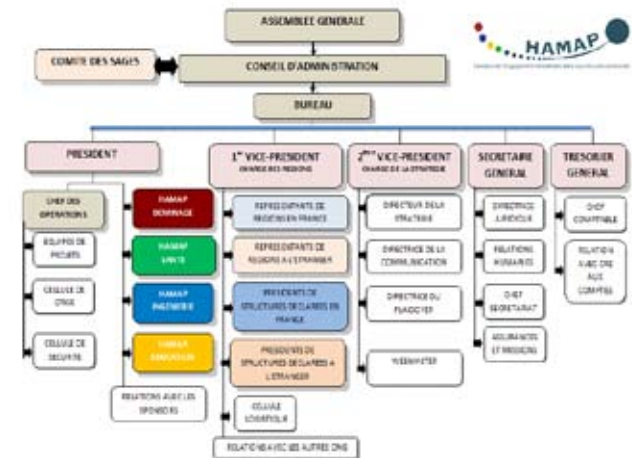 ASSEMBLEE GENERALE
HAMAP
COMITE DES SAGES
CONSEIL D'ADMINISTRATION
BUREAU
PRESIDENT
1er VICE-PRESIDENT
CHARGE DES REGIONS
2ème VICE-PRESIDENT
CHARGE DE LA STRATEGIE
SECRETAIRE
GENERAL
TRESORIER
GENERAL
CHEF DES
OPERATIONS
EQUIPES DE
PROJETS
CELLULE DE
CRISE
CELLULE DE
SECURITE
HAMAP
DEMINAGE
HAMAP
SANTE
HAMAP
INGENIERIE
HAMAP
EDUCATION
RELATIONS AVEC LES
SPONSORS
REPRESENTANTS DE
REGIONS EN FRANCE
REPRESENTANTS DE
REGIONS A L'ETRANGER
PRESIDENTS DE
STRUCTURES DECLAREES EN
FRANCE
PRESIDENTS DE
STRUCTURES DECLAREES A
L'ETRANGER
CELLULE
LOGISTIQUE
RELATIONS AVEC LES AUTRES ONG
DIRECTEUR DE LA
STRATEGIE
DIRECTRICE DE LA
COMMUNICATION
DIRECTRICE DU
PLAIDOYER
WEBMASTER
DIRECTRICE
JURIDIQUE
RELATIONS
HUMAINES
CHEF
SECRETARIAT
ASSURANCES
ET MISSIONS
CHEF
COMPTABLE
RELATION
AVEC
AUX
COMPTES